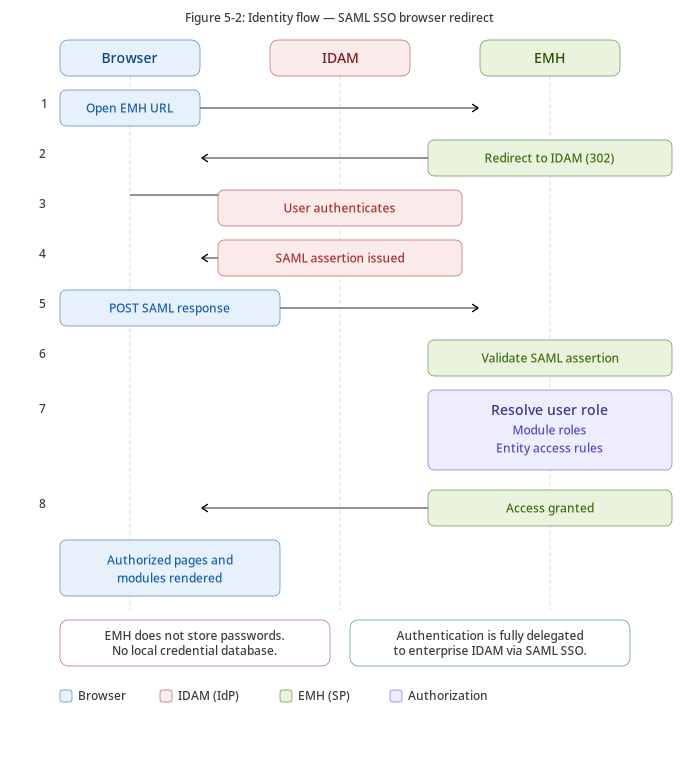 Figure 5-2: Identity flow — SAML SSO browser redirect
Browser
IDAM
EMH
1
Open EMH URL
2
Redirect to IDAM (302)
3
User authenticates
4
SAML assertion issued
5
POST SAML response
6
Validate SAML assertion
7
Resolve user role
Module roles
Entity access rules
8
Access granted
Authorized pages and
modules rendered
EMH does not store passwords.
No local credential database.
Authentication is fully delegated
to enterprise IDAM via SAML SSO.
Browser
IDAM (IdP)
EMH (SP)
Authorization